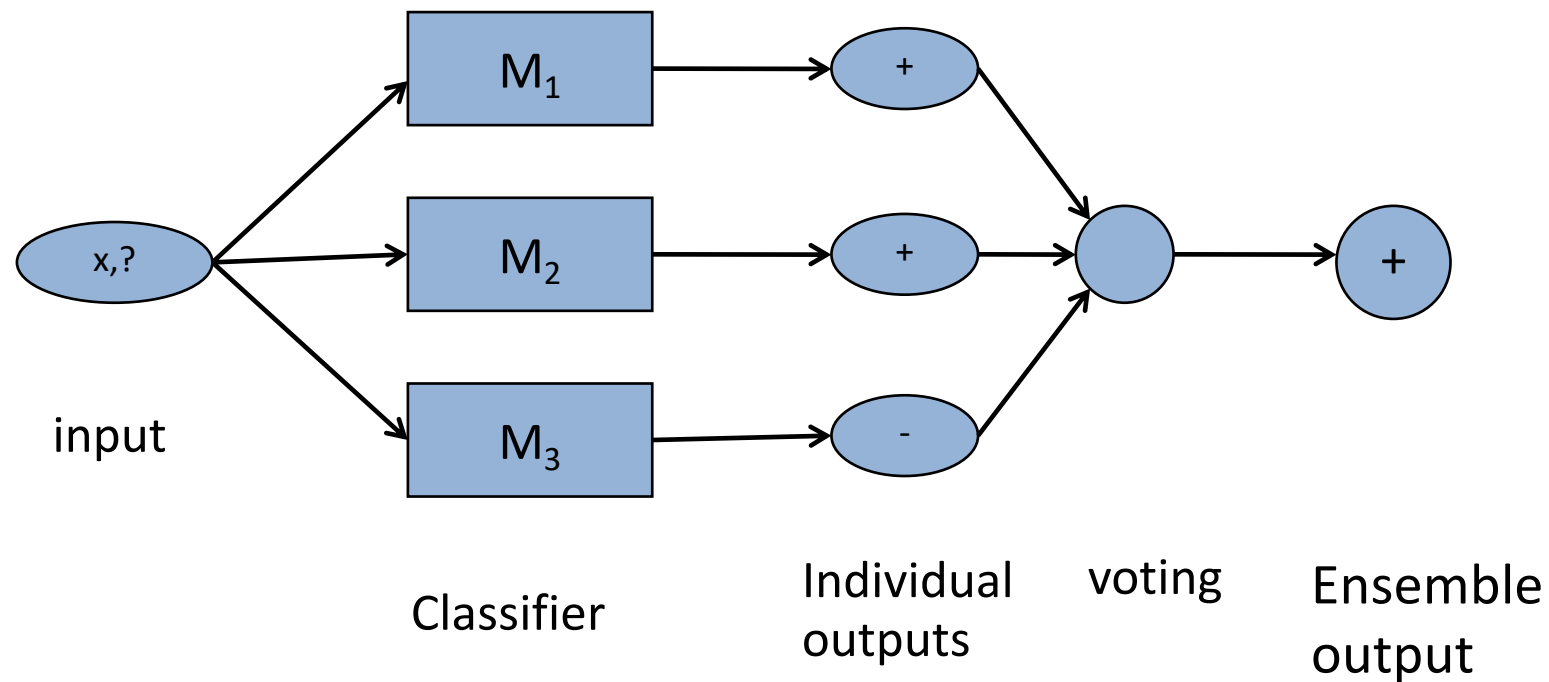 M₁
+
x,?
M₂
+
+
M₃
-
input
Classifier
Individual
outputs
voting
Ensemble
output